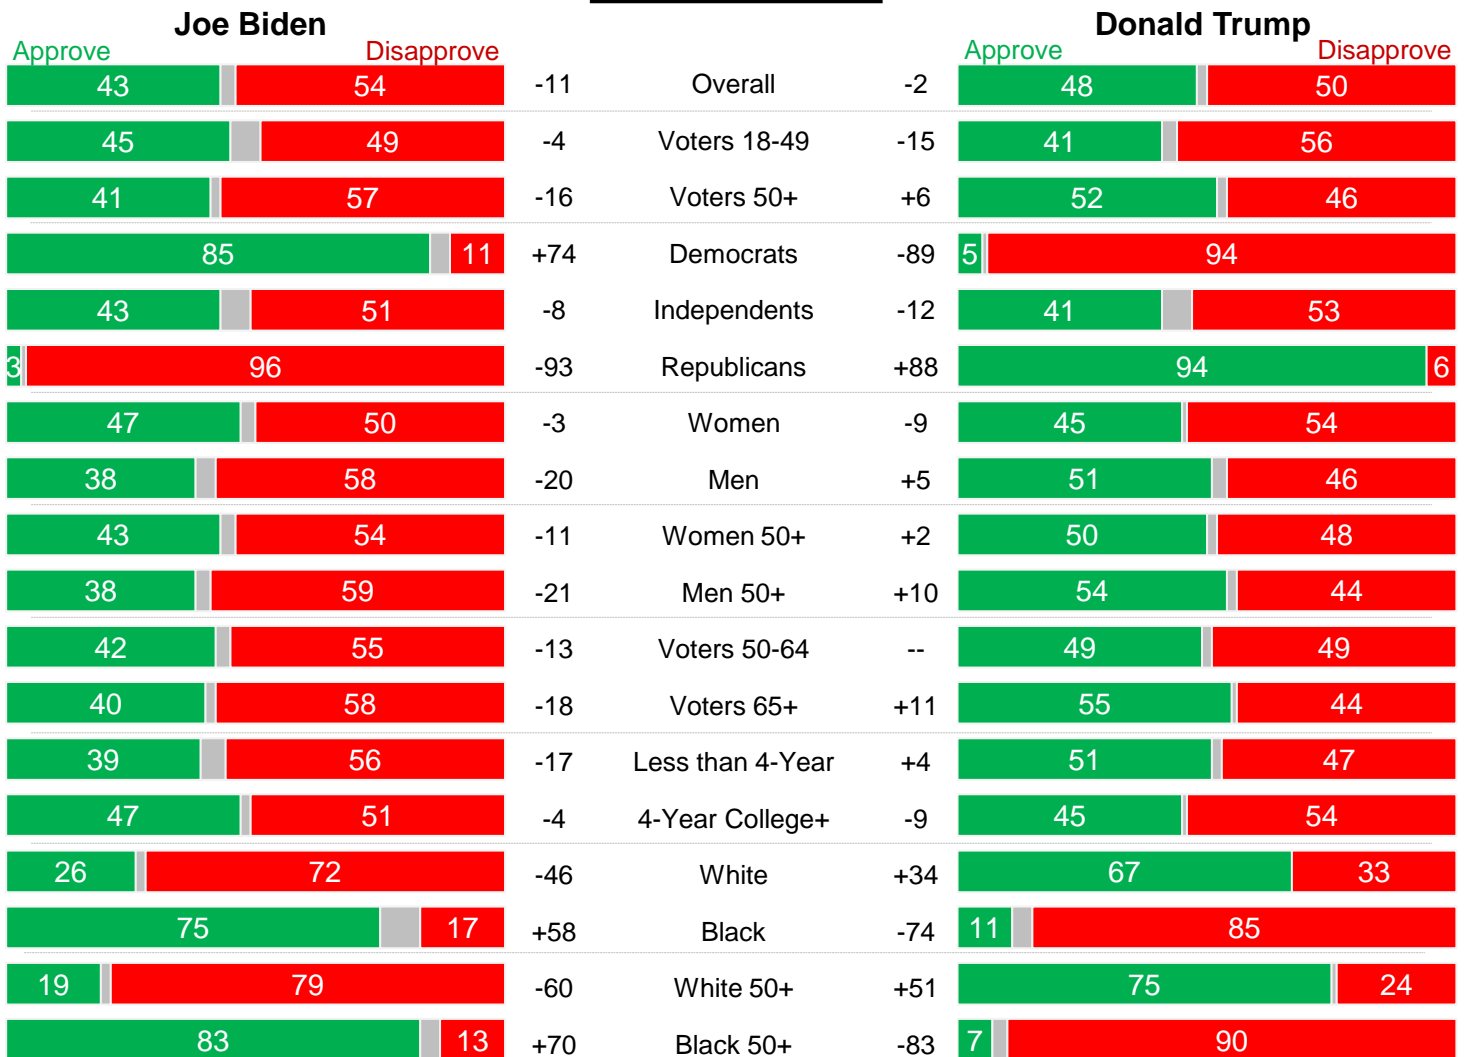 Joe Biden Donald Trump
Approve Disapprove Approve Disapprove
43 54 -11 Overall -2 48 50
45 49 -4 Voters 18-49 -15 41 56
41 57 -16 Voters 50+ +6 52 46
85 11 +74 Democrats -89 5 94
43 51 -8 Independents -12 41 53
3 96 -93 Republicans +88 94 6
47 50 -3 Women -9 45 54
38 58 -20 Men +5 51 46
43 54 -11 Women 50+ +2 50 48
38 59 -21 Men 50+ +10 54 44
42 55 -13 Voters 50-64 -- 49 49
40 58 -18 Voters 65+ +11 55 44
39 56 -17 Less than 4-Year +4 51 47
47 51 -4 4-Year College+ -9 45 54
26 72 -46 White +34 67 33
75 17 +58 Black -74 11 85
19 79 -60 White 50+ +51 75 24
83 13 +70 Black 50+ -83 7 90